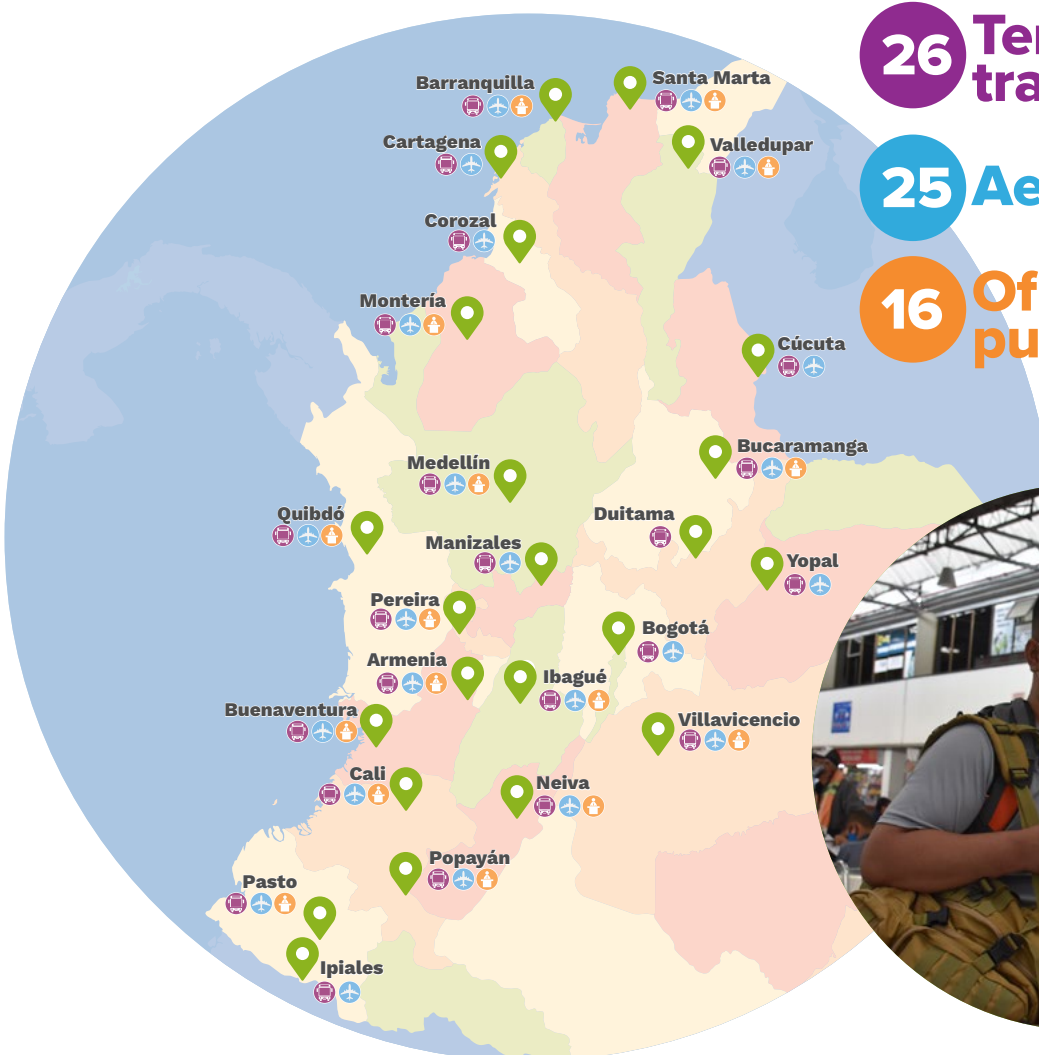 26
25
16
Barranquilla
Santa Marta
Cartagena
Valledupar
Corozal
Montería
Cúcuta
Bucaramanga
Medellín
Quibdó
Duitama
Manizales
Yopal
Pereira
Bogotá
Armenia
Ibagué
Buenaventura
Villavicencio
Cali
Neiva
Popayán
Pasto
Ipiales